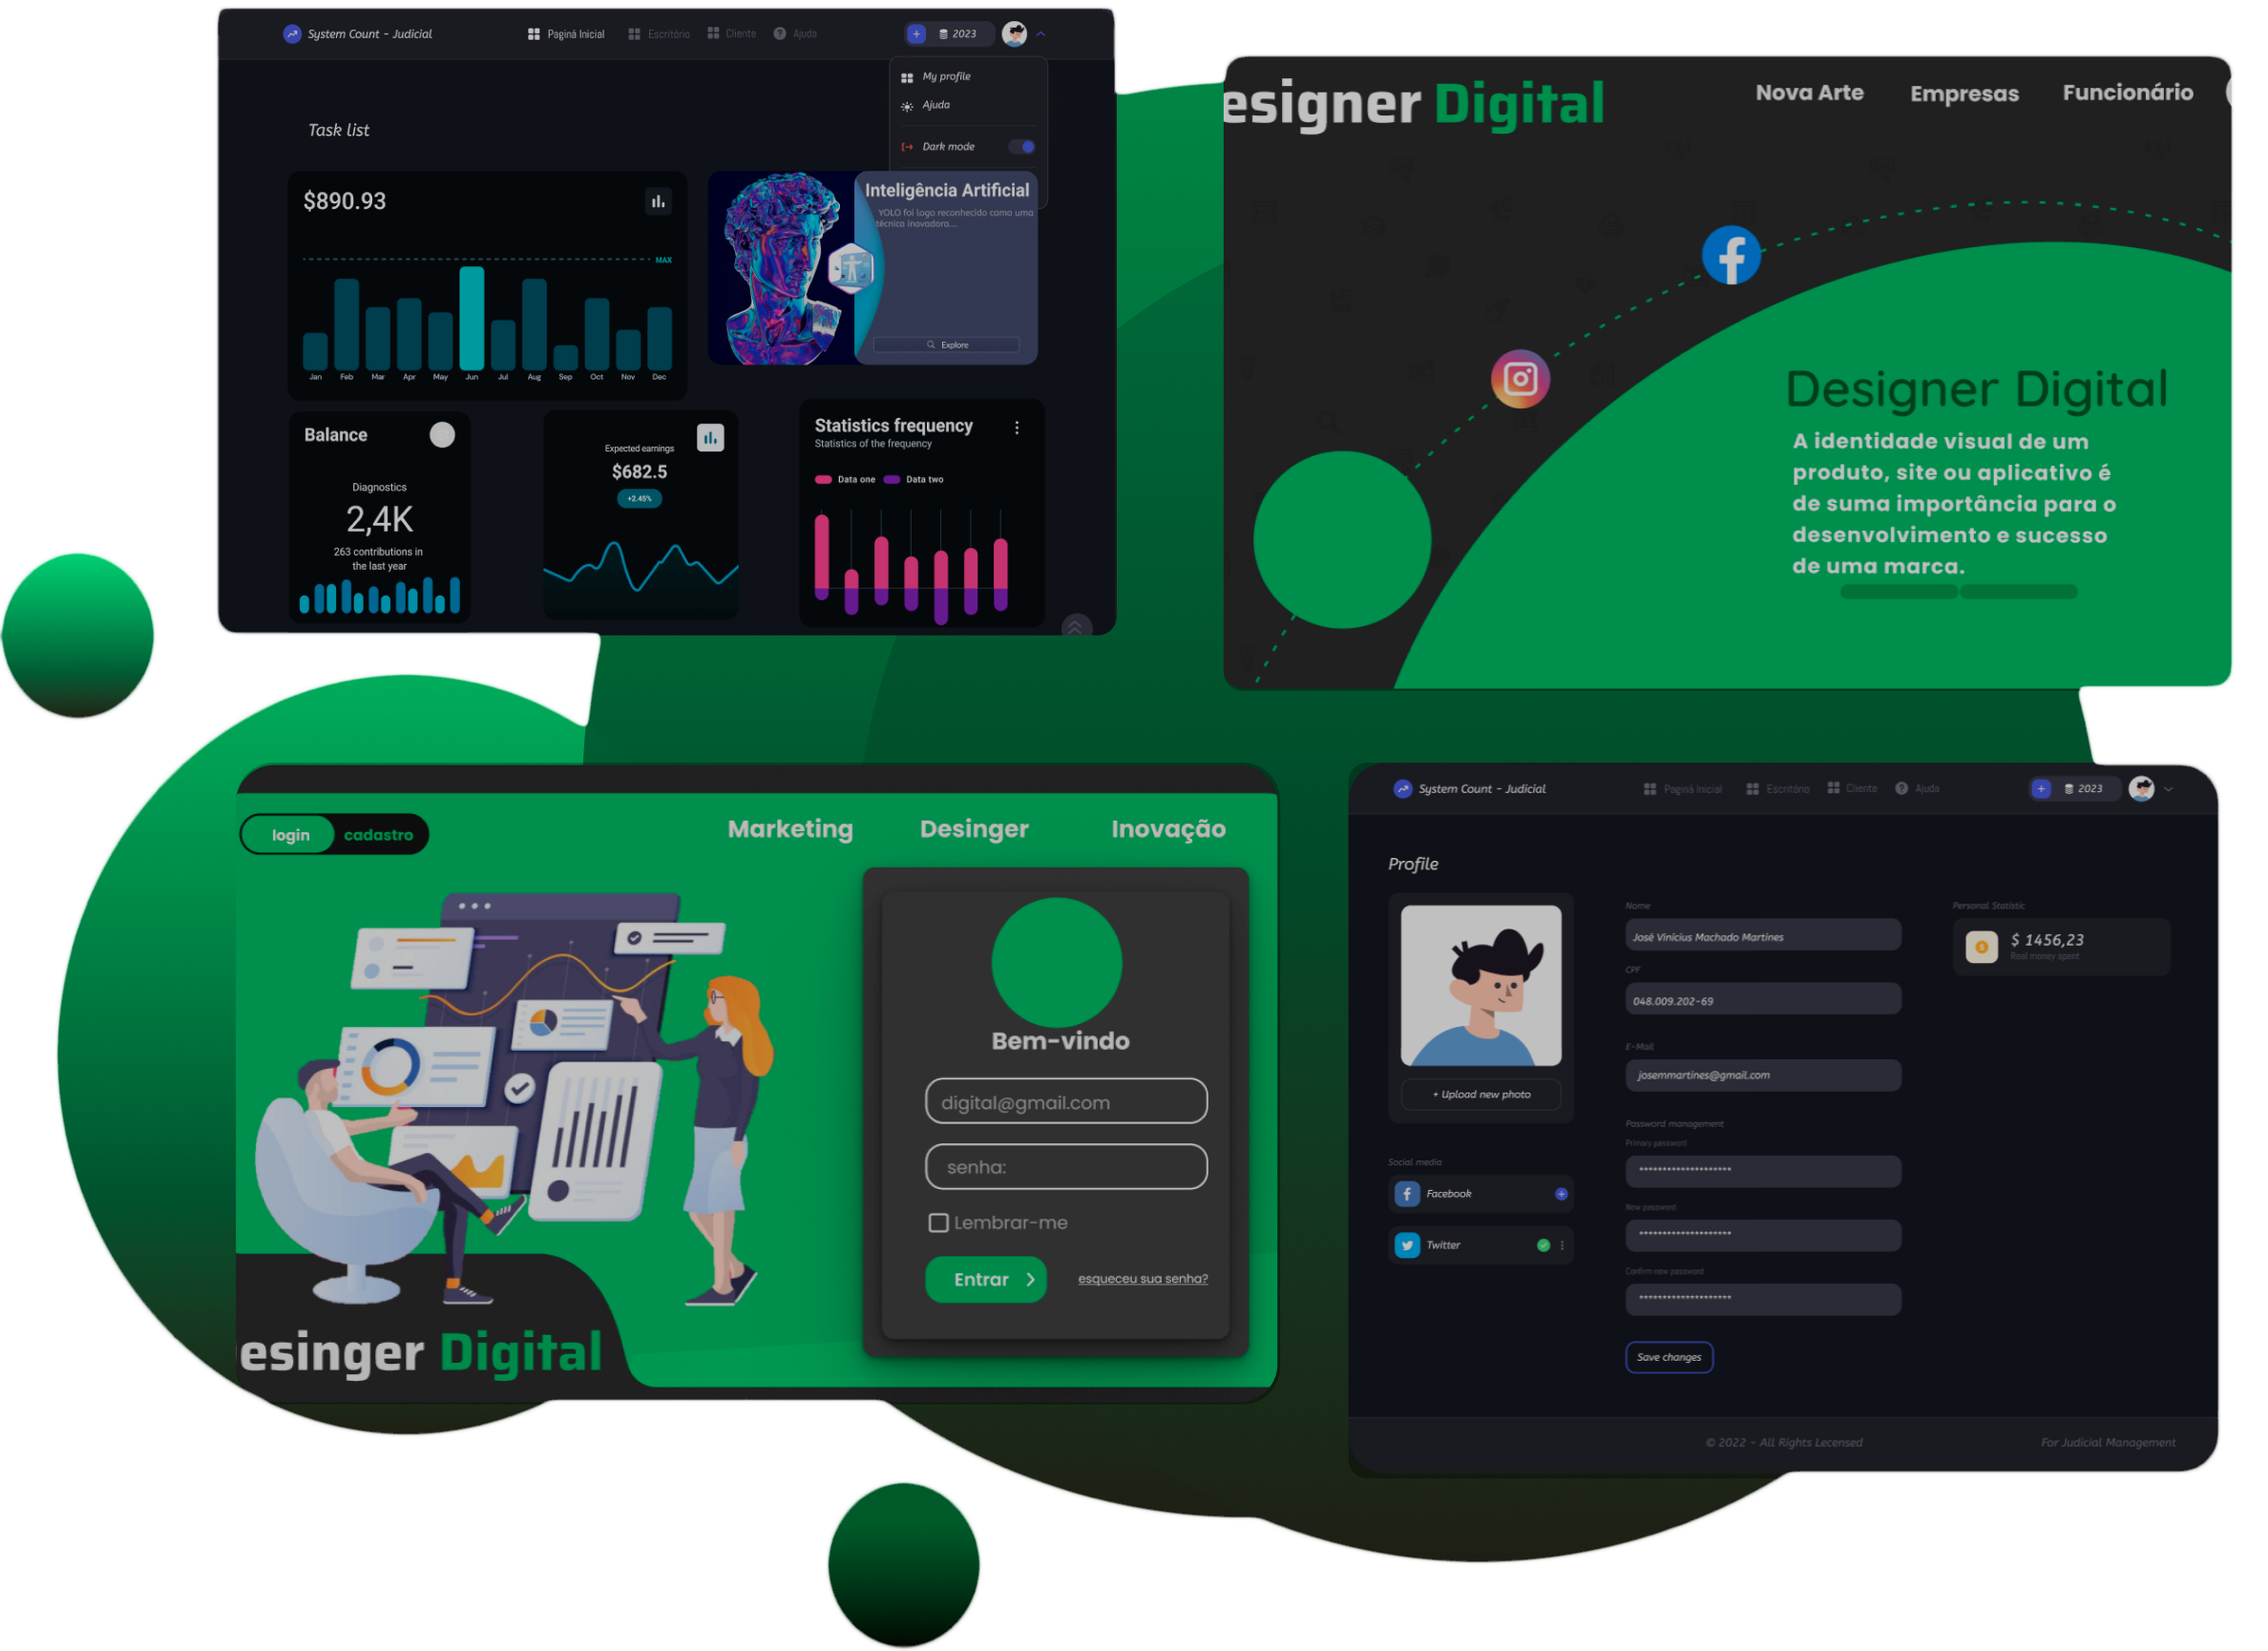 System Count - Judicial
Paginá Inicial
Escritório
Cliente
Ajuda
+
2023
My profile
Ajuda
Dark mode
Task list
$890.93
MAX
Jan Feb Mar Apr May Jun Jul Aug Sep Oct Nov Dec
Inteligência Artificial
YOLO foi logo reconhecido como uma
técnica inovadora...
Explore
Balance
Diagnostics
2,4K
263 contributions in
the last year
Expected earnings
$682.5
+2.45%
Statistics frequency
Statistics of the frequency
Data one
Data two
esigner Digital
Nova Arte
Empresas
Funcionário
Designer Digital
A identidade visual de um
produto, site ou aplicativo é
de suma importância para o
desenvolvimento e sucesso
de uma marca.
login
cadastro
Marketing
Desinger
Inovação
Bem-vindo
digital@gmail.com
senha:
Lembrar-me
Entrar
esqueceu sua senha?
esinger Digital
System Count - Judicial
Paginá Inicial
Escritório
Cliente
Ajuda
+
2023
Profile
+ Upload new photo
Social media
Facebook
Twitter
Name
José Vinícius Machado Martines
CPF
048.009.202-69
E-Mail
josemmartines@gmail.com
Password management
Primary password
********************
New password
********************
Confirm new password
********************
Save changes
Personal Statistic
$ 1456,23
Real money spent
© 2022 - All Rights Lecensed
For Judicial Management